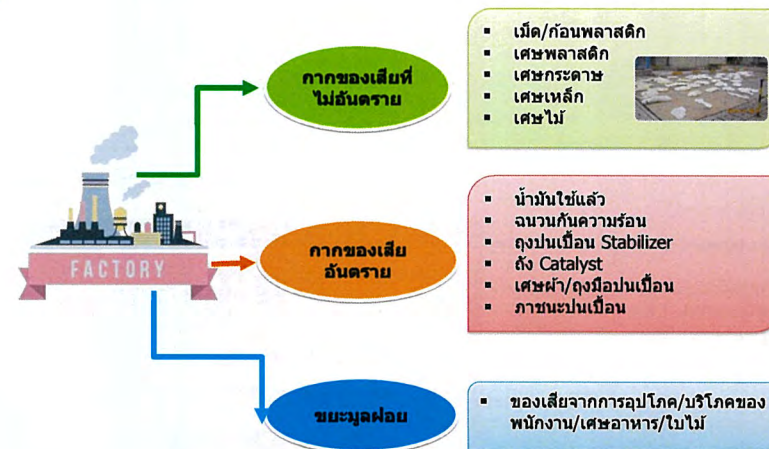 กากของเสียที่
ไม่อันตราย
▪ เม็ด/ก้อนพลาสติก
▪ เศษพลาสติก
▪ เศษกระดาษ
▪ เศษเหล็ก
▪ เศษไม้
FACTORY
กากของเสีย
อันตราย
▪ น้ำมันใช้แล้ว
▪ ฉนวนกันความร้อน
▪ ถุงปนเปื้อน Stabilizer
▪ ถัง Catalyst
▪ เศษผ้า/ถุงมือปนเปื้อน
▪ ภาชนะปนเปื้อน
ขยะมูลฝอย
▪ ของเสียจากการอุปโภค/บริโภคของ
พนักงาน/เศษอาหาร/ใบไม้